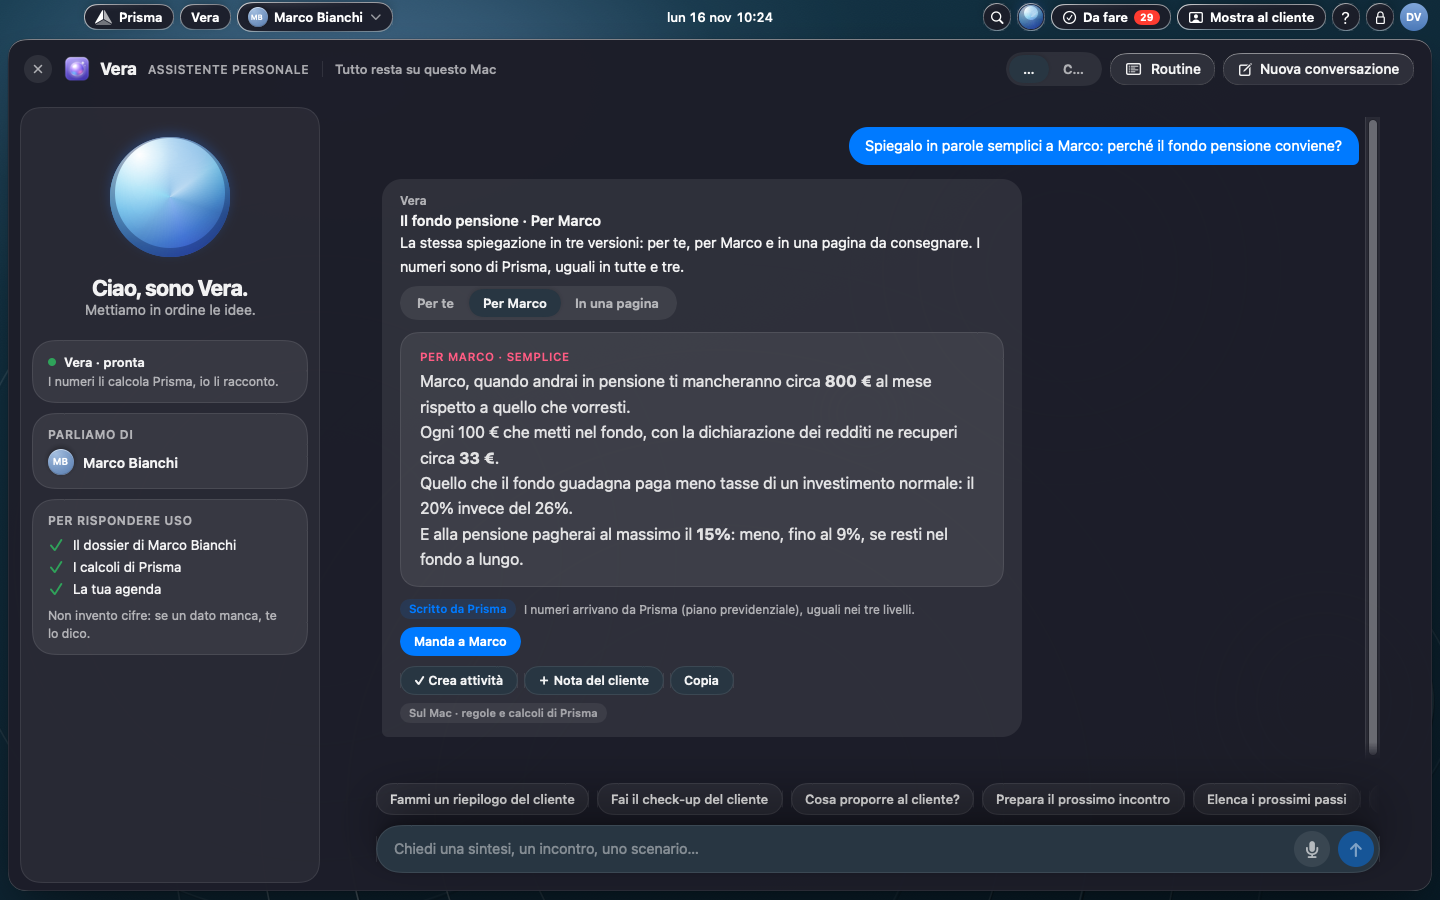 Prisma
Vera
MB Marco Bianchi
lun 16 nov 10:24
Da fare 29
Mostra al cliente
?
DV
Vera ASSISTENTE PERSONALE
Tutto resta su questo Mac
...
C...
Routine
Nuova conversazione
Ciao, sono Vera.
Mettiamo in ordine le idee.
Vera · pronta
I numeri li calcola Prisma, io li racconto.
PARLIAMO DI
MB Marco Bianchi
PER RISPONDERE USO
Il dossier di Marco Bianchi
I calcoli di Prisma
La tua agenda
Non invento cifre: se un dato manca, te
lo dico.
Spiegalo in parole semplici a Marco: perché il fondo pensione conviene?
Vera
Il fondo pensione · Per Marco
La stessa spiegazione in tre versioni: per te, per Marco e in una pagina da consegnare. I
numeri sono di Prisma, uguali in tutte e tre.
Per te
Per Marco
In una pagina
PER MARCO · SEMPLICE
Marco, quando andrai in pensione ti mancheranno circa 800 € al mese
rispetto a quello che vorresti.
Ogni 100 € che metti nel fondo, con la dichiarazione dei redditi ne recuperi
circa 33 €.
Quello che il fondo guadagna paga meno tasse di un investimento normale: il
20% invece del 26%.
E alla pensione pagherai al massimo il 15%: meno, fino al 9%, se resti nel
fondo a lungo.
Scritto da Prisma I numeri arrivano da Prisma (piano previdenziale), uguali nei tre livelli.
Manda a Marco
Crea attività
+ Nota del cliente
Copia
Sul Mac · regole e calcoli di Prisma
Fammi un riepilogo del cliente
Fai il check-up del cliente
Cosa proporre al cliente?
Prepara il prossimo incontro
Elenca i prossimi passi
Chiedi una sintesi, un incontro, uno scenario...